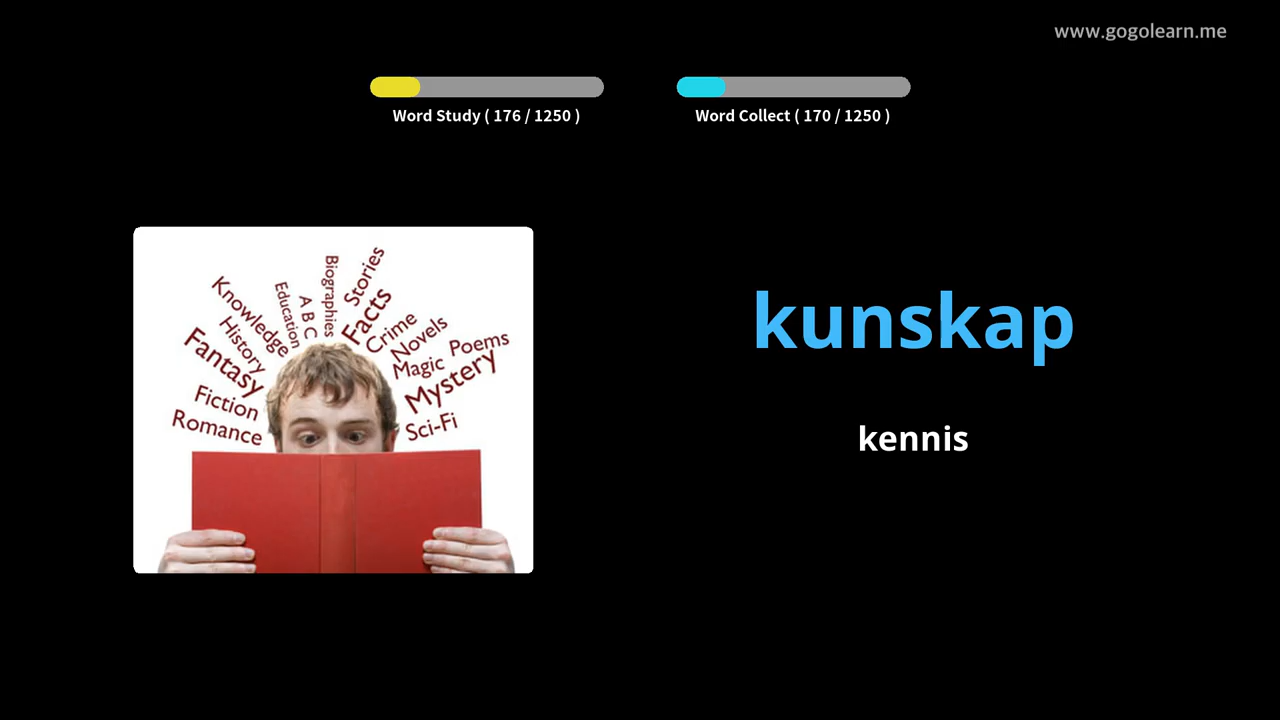 www.gogolearn.me
Word Study ( 176 / 1250 )
Word Collect ( 170 / 1250 )
Stories
Biographies
Facts
Education
A B C
Knowledge
Crime
Novels
History
Poems
Fantasy
Magic
Mystery
Fiction
Romance
Sci-Fi
kunskap
kennis